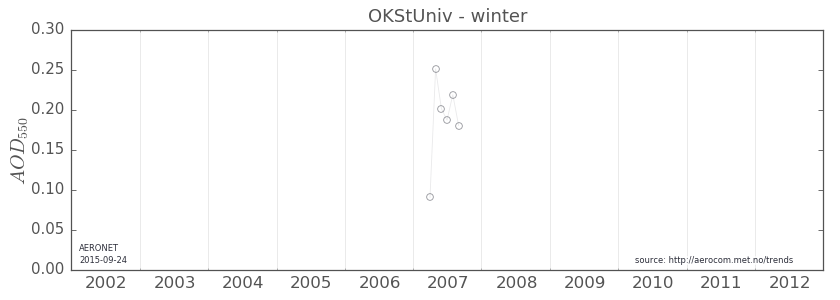 OKStUniv - winter
0.30
0.25
0.20
0.15
0.10
0.05
0.00
AOD550
AERONET
2015-09-24
source: http://aerocom.met.no/trends
2002 2003 2004 2005 2006 2007 2008 2009 2010 2011 2012